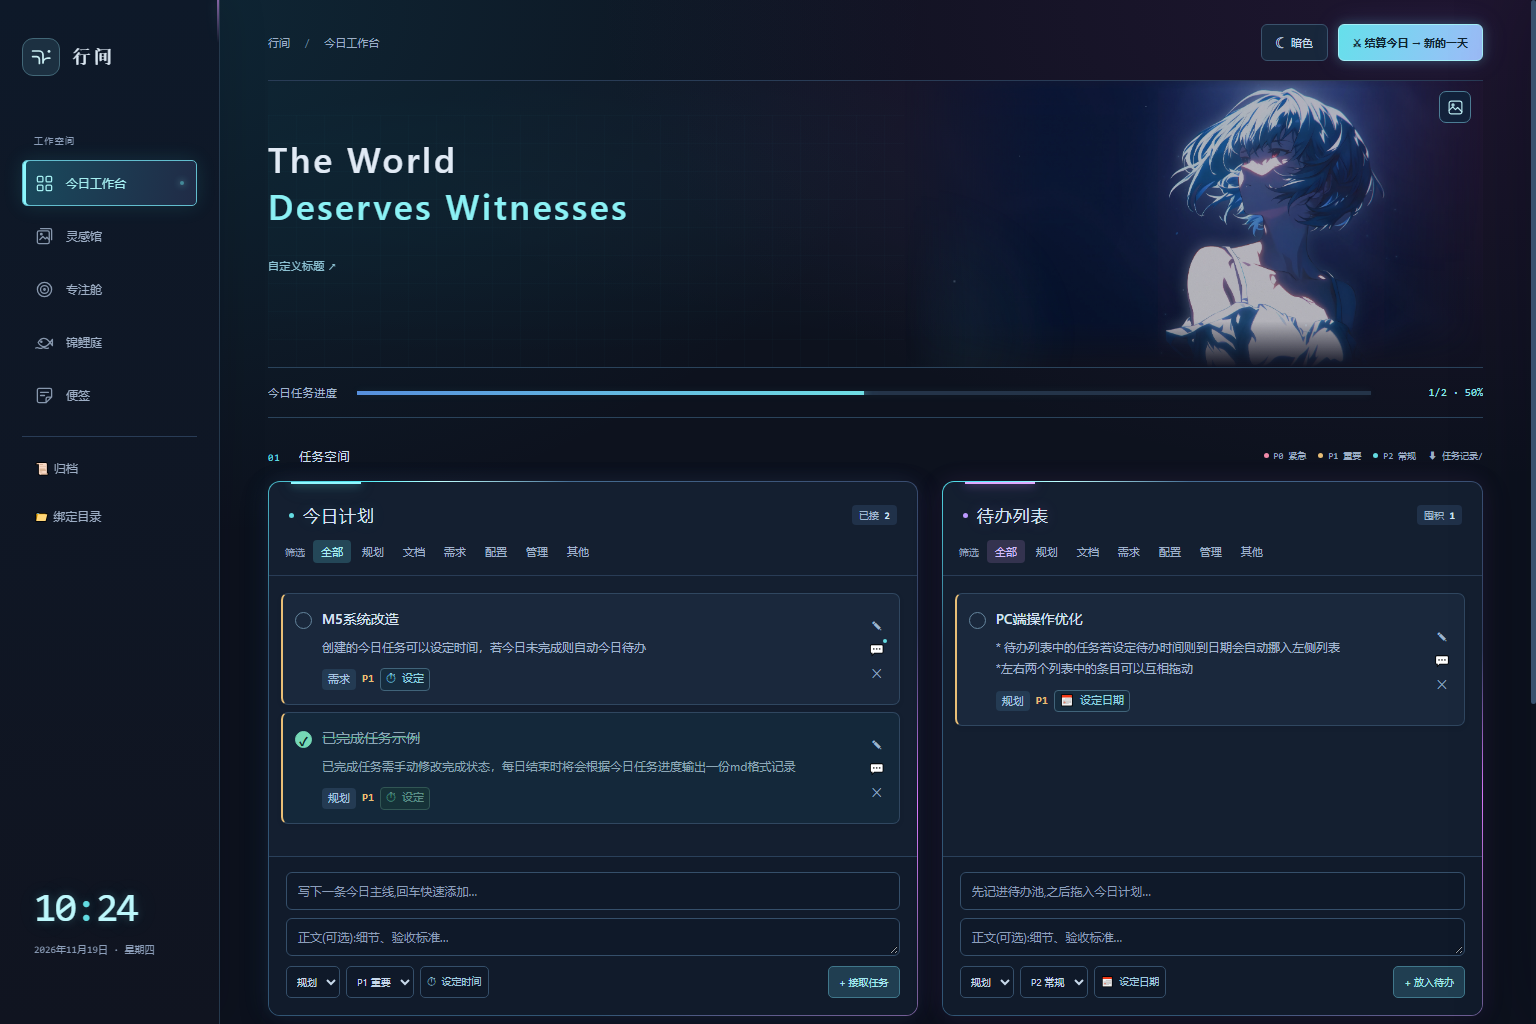 行间
工作空间
今日工作台
灵感馆
专注舱
锦鲤庭
便签
归档
绑定目录
10:24
2026年11月19日 · 星期四
行间 / 今日工作台
暗色
⚔ 结算今日 → 新的一天
The World
Deserves Witnesses
自定义标题 ↗
今日任务进度
1/2 · 50%
01 任务空间
P0 紧急 P1 重要 P2 常规 ⬇ 任务记录/
今日计划
已接 2
筛选 全部 规划 文档 需求 配置 管理 其他
M5系统改造
创建的今日任务可以设定时间，若今日未完成则自动今日待办
需求 P1 ⏱ 设定
已完成任务示例
已完成任务需手动修改完成状态，每日结束时将会根据今日任务进度输出一份md格式记录
规划 P1 ⏱ 设定
写下一条今日主线,回车快速添加...
正文(可选):细节、验收标准...
规划 P1 重要 ⏱ 设定时间
+ 接取任务
待办列表
囤积 1
筛选 全部 规划 文档 需求 配置 管理 其他
PC端操作优化
* 待办列表中的任务若设定待办时间则到日期会自动挪入左侧列表
*左右两个列表中的条目可以互相拖动
规划 P1 设定日期
先记进待办池,之后拖入今日计划...
正文(可选):细节、验收标准...
规划 P2 常规 设定日期
+ 放入待办